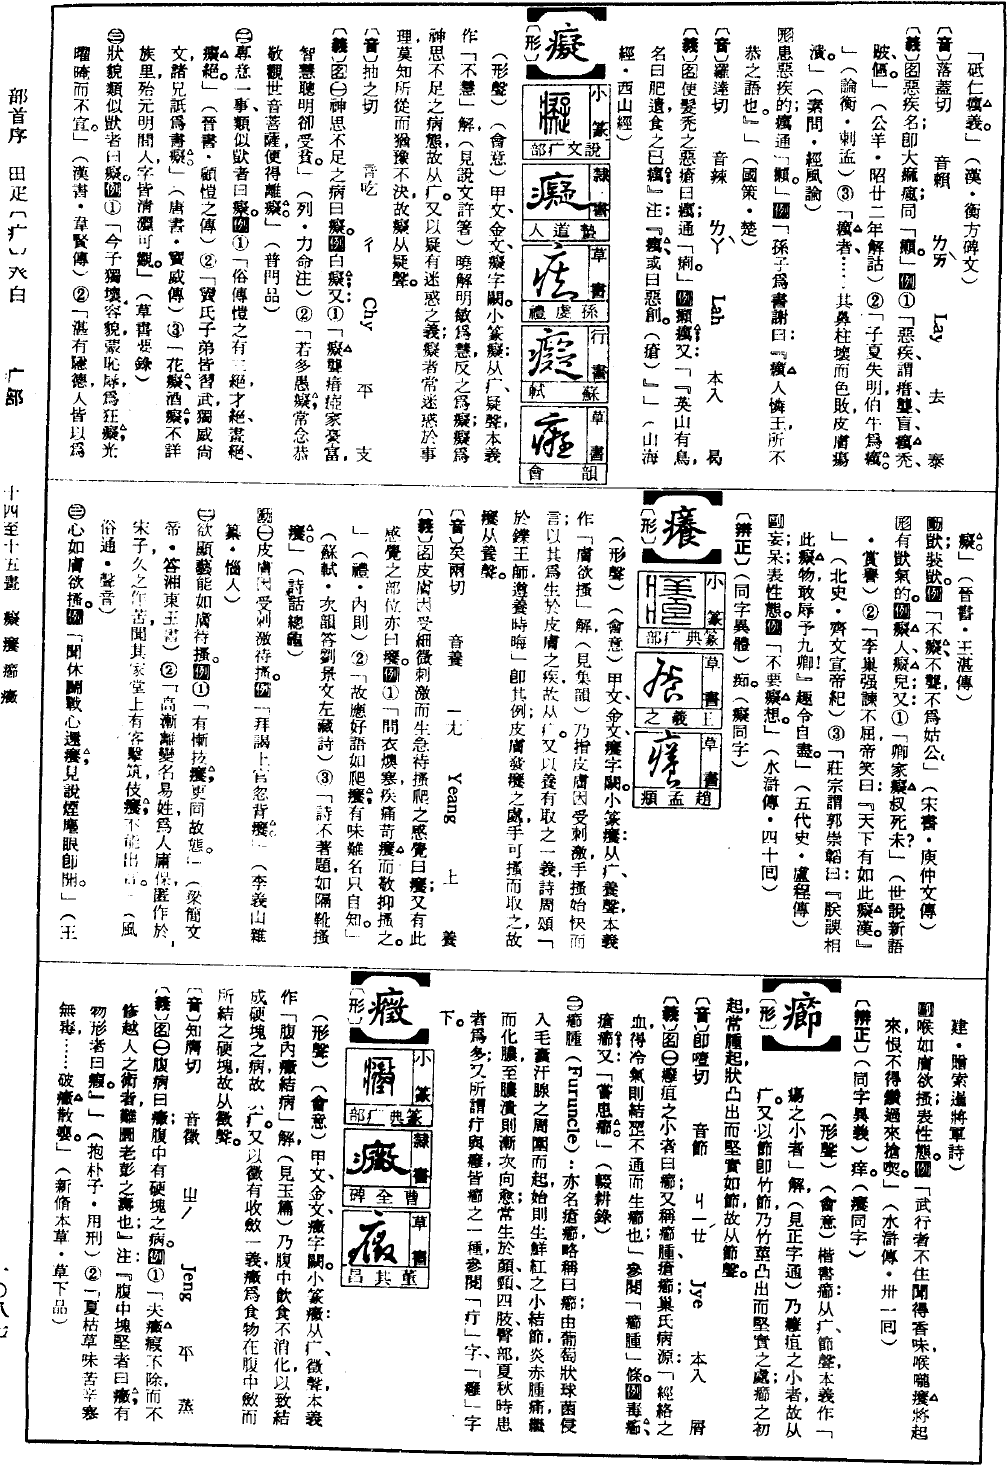 「砥仁癘義。」（漢・衡方碑文）
〔音〕落蓋切　音賴　ㄌㄞˋ　Lay　去　泰
〔義〕图惡疾名；卽大痲瘋，同「癩。」例①「惡疾謂瘖、聾、盲、癘、禿、
跛、傴。」（公羊・昭廿二年解詁）②「子夏失明，伯牛爲癘。
」（論衡・刺孟）③「癘者……其鼻柱壞而色敗，皮膚瘍
潰。」（素問・經風論）
形患惡疾的；癘通「癩。」例「孫子爲書謝曰：『癘人憐王，所不
恭之語也。』」（國策・楚）
〔音〕羅達切　音辣　ㄌㄚˋ　Lah　本入　曷
〔義〕图使髮禿之惡瘡曰癘，通「瘌。」例癩癘；又：「『英山有鳥，
名曰肥遺，食之已癘。』注：『癘或曰惡創。（瘡）』」（山海
經・西山經）
癡
〔形〕
小篆　說文疒部
隸書　蟄道人
草書　孫虔禮
行書　蘇軾
草書　韻會
（形聲）（會意）甲文、金文癡字闕。小篆癡：从疒、疑聲，本義
作「不慧」解（見說文許箸）曉解明敏爲慧，反之爲癡；癡爲
神思不足之病態，故从疒。又以疑有迷惑之義，癡者常迷惑於事
理，莫知所從而猶豫不決，故癡从疑聲。
〔音〕抽之切　音吃　ㄔ　Chy　平　支
〔義〕图㊀神思不足之病曰癡。例白癡；又：①「癡聾瘖瘂家豪富，
智慧聰明卻受貧。」（列・力命注）②「若多愚癡，常念恭
敬觀世音菩薩，便得離癡。」（普門品）
㊁專意一事，類似獃者曰癡。例①「俗傳愷之有三絕：才絕、畫絕、
癡絕。」（晉書・顧愷之傳）②「竇氏子弟皆習武，獨威尚
文，諸兄詆爲書癡。」（唐書・竇威傳）③「花癡、酒癡，不詳
族里，殆元明間人，字皆清潤可觀。」（草書要錄）
㊂狀貌類似獃者曰癡。例①「今子獨壞容貌，蒙恥辱，爲狂癡，光
曜晻而不宜。」（漢書・韋賢傳）②「湛有隱德，人皆以爲
癡。」（晉書・王湛傳）
動獃；裝獃。例「不癡不聾，不爲姑公。」（宋書・庾仲文傳）
形有獃氣的。例癡人，癡兒；又：①「卿家癡叔死未？」（世說新語
・賞譽）②「李集强諫不屈，帝笑曰：『天下有如此癡漢。』
」（北史・齊文宣帝紀）③「莊宗謂郭崇韜曰：『朕誤相
此癡物，敢辱予九卿！』趣令自盡。」（五代史・盧程傳）
副妄；呆。表性態。例「不要癡想。」（水滸傳・四十回）
〔辨正〕（同字異體）痴。（癡同字）
癢
〔形〕
小篆　篆典疒部
草書　王羲之
草書　趙孟頫
（形聲）（會意）甲文、金文癢字闕。小篆癢：从疒、養聲，本義
作「膚欲搔」解（見集韻）乃指皮膚因受刺激，手搔始快而
言；以其爲生於皮膚之疾，故从疒。又以養有取之一義，詩周頌「
於鑠王師，遵養時晦」卽其例；皮膚發癢之處，手可搔而取之，故
癢从養聲。
〔音〕矣兩切　音養　ㄧㄤˇ　Yeang　上　養
〔義〕图皮膚因受細微刺激而生急待搔爬之感覺曰癢；又有此
感覺之部位亦曰癢。例①「問衣燠寒，疾痛苛癢，而敬抑搔之。
」（禮・內則）②「故應好語如爬癢，有味難名只自知。」
（蘇軾・次韻答劉景文左藏詩）③「詩不著題，如隔靴搔
癢。」（詩話總龜）
動㊀皮膚因受刺激待搔。例「拜謁上官，忽背癢。」（李義山雜
纂・惱人）
㊁欲顯藝能，如膚待搔。例①「有慚技癢，更同故態。」（梁簡文
帝・答湘東王書）②「高漸離變名易姓，爲人庸保，匿作於
宋子，久之作苦，聞其家堂上有客擊筑，伎癢，不能出言。」（風
俗通・聲音）
㊂心如膚欲搔。例「聞休鬭戰心還癢，見說煙塵眼卽開。」（王
建・贈索暹將軍詩）
副喉如膚欲搔。表性態。例「武行者不住聞得香味，喉嚨癢將起
來，恨不得鑽過來搶喫。」（水滸傳・卅一回）
〔辨正〕（同字異義）痒。（癢同字）
癤
〔形〕
（形聲）（會意）楷書癤：从疒、節聲，本義作「
瘍之小者」解（見正字通）乃癰疽之小者，故从
疒。又以節卽竹節，乃竹莖凸出而堅實之處，癤之初
起常腫起，狀凸出而堅實如節，故从節聲。
〔音〕卽喳切　音節　ㄐㄧㄝˊ　Jye　本入　屑
〔義〕图㊀癰疽之小者曰癤；又稱癤腫、瘡癤。巢氏病源：「經絡之
血，得冷氣則結澀不通而生癤也。」參閱「癤腫」條。例毒癤、
瘡癤；又：「嘗患癤。」（輟耕錄）
㊁癤腫（Furuncle）：亦名瘡癤，略稱曰癤；由葡萄狀球菌侵
入毛囊汗腺之周圍而起，始則生鮮紅之小結節，炎赤腫痛，繼
而化膿，至膿潰則漸次向愈；常生於顏、頸、四肢、臀部，夏秋時患
者爲多；又所謂疔與癰，皆癤之一種，參閱「疔」字、「癰」字
下。
癥
〔形〕
小篆　篆典疒部
隸書　曹全碑
草書　董其昌
（形聲）（會意）甲文、金文癥字闕。小篆癥：从疒、徵聲，本義
作「腹內癥結病」解（見玉篇）乃腹中飲食不消化，以致結
成硬塊之病，故从疒。又以徵有收斂一義，癥爲食物在腹中斂而
所結之硬塊，故从徵聲。
〔音〕知膺切　音徵　ㄓㄥ　Jeng　平　蒸
〔義〕图㊀腹病曰癥；腹中有硬塊之病。例①「夫癥瘕不除，而不
修越人之術者，難圖老彭之壽也。」注：『腹中塊堅者曰癥，有
物形者曰瘕。』」（抱朴子・用刑）②「夏枯草味苦辛寒
無毒……破癥散癭。」（新脩本草・草下品）
部首序　田疋〔疒〕癶白　疒部　十四至十五畫　癡癢癤癥　一〇八七